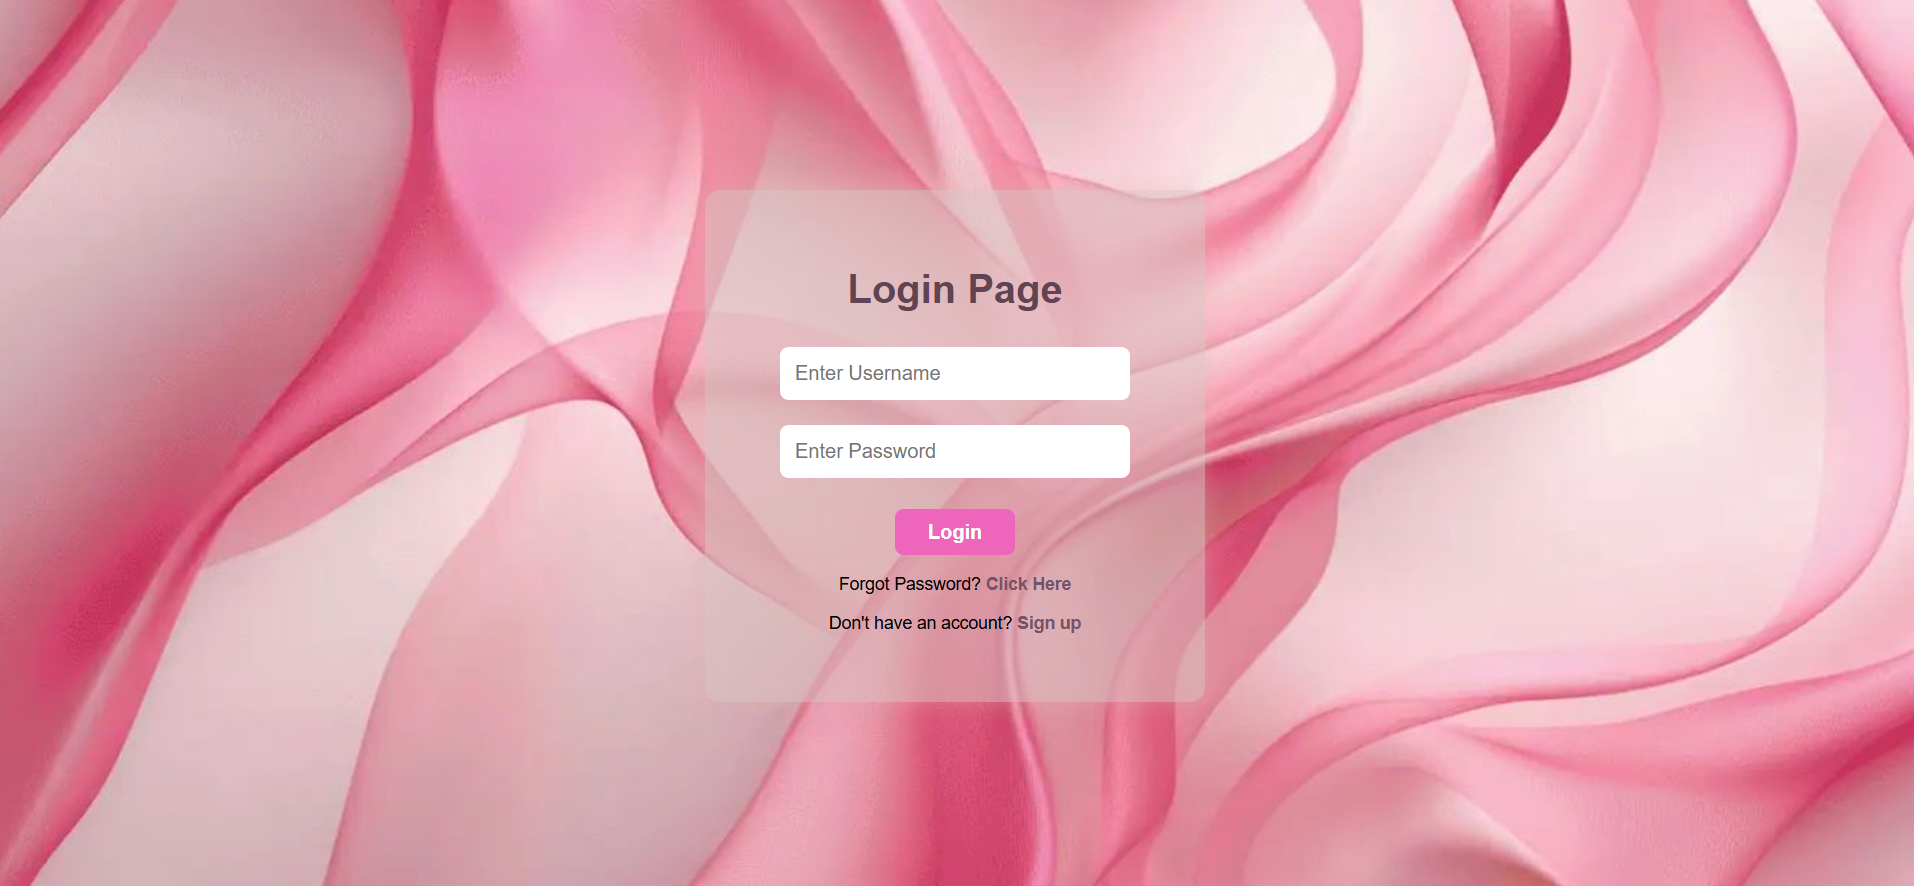 Login Page
Enter Username
Enter Password
Login
Forgot Password? Click Here
Don't have an account? Sign up